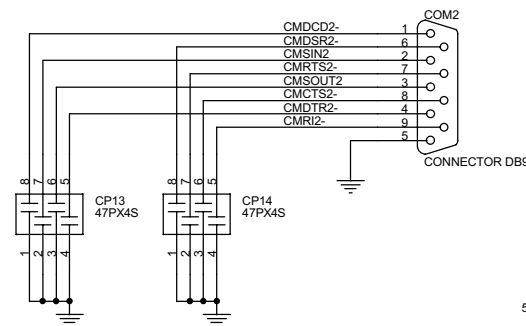 COM2
CMDCD2- 1
CMDSR2- 6
CMSIN2 2
CMRTS2- 7
CMSOUT2 3
CMCTS2- 8
CMDTR2- 4
CMRI2- 9
5
CONNECTOR DB9
8 7 6 5
CP13
47PX4S
1 2 3 4
8 7 6 5
CP14
47PX4S
1 2 3 4
5